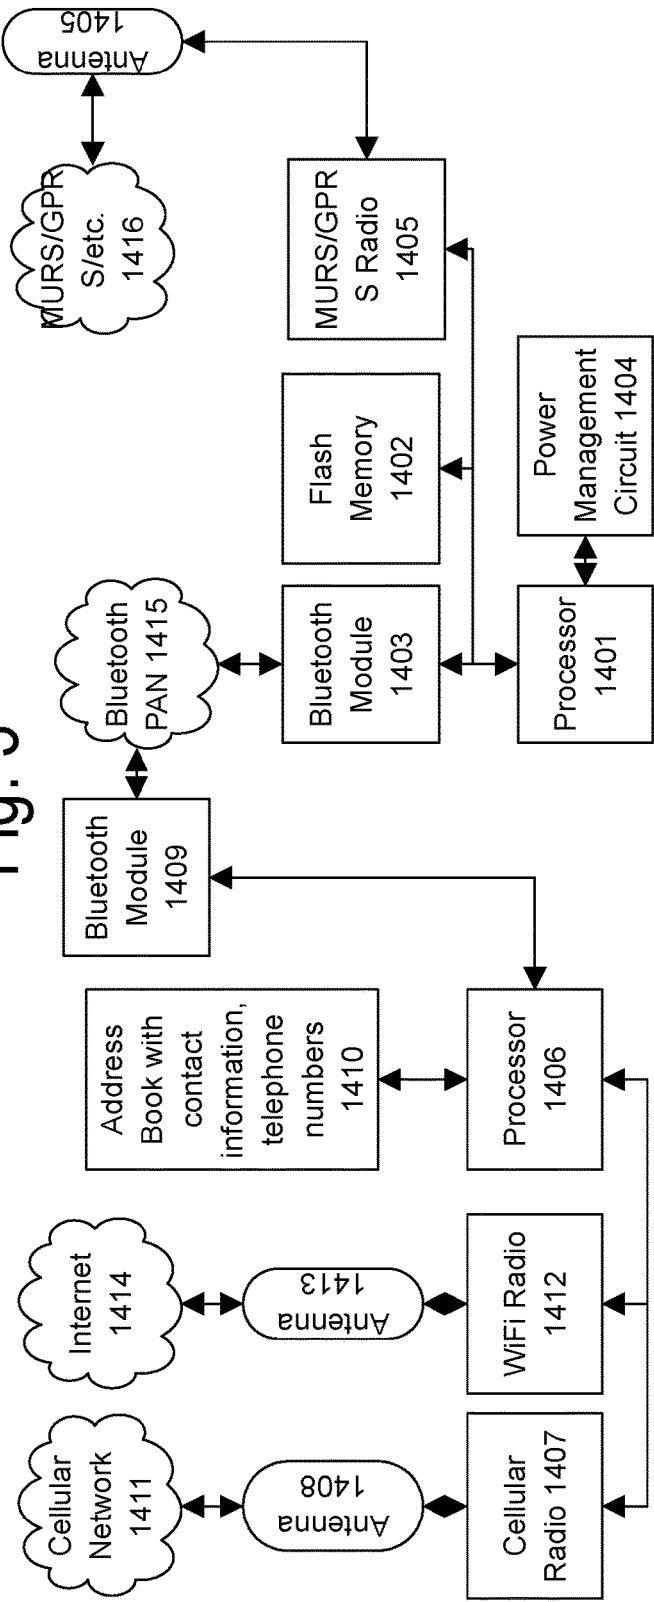 Fig.
Cellular
Network
1411
Internet
1414
Address
Book with
contact
information,
telephone
numbers
1410
Bluetooth
Module
1409
Bluetooth
PAN 1415
MURS/GPR
S/etc.
1416
Antenna
1405
Antenna
1408
Antenna
1413
Bluetooth
Module
1403
Flash
Memory
1402
MURS/GPR
S Radio
1405
Cellular
Radio 1407
WiFi Radio
1412
Processor
1406
Processor
1401
Power
Management
Circuit 1404